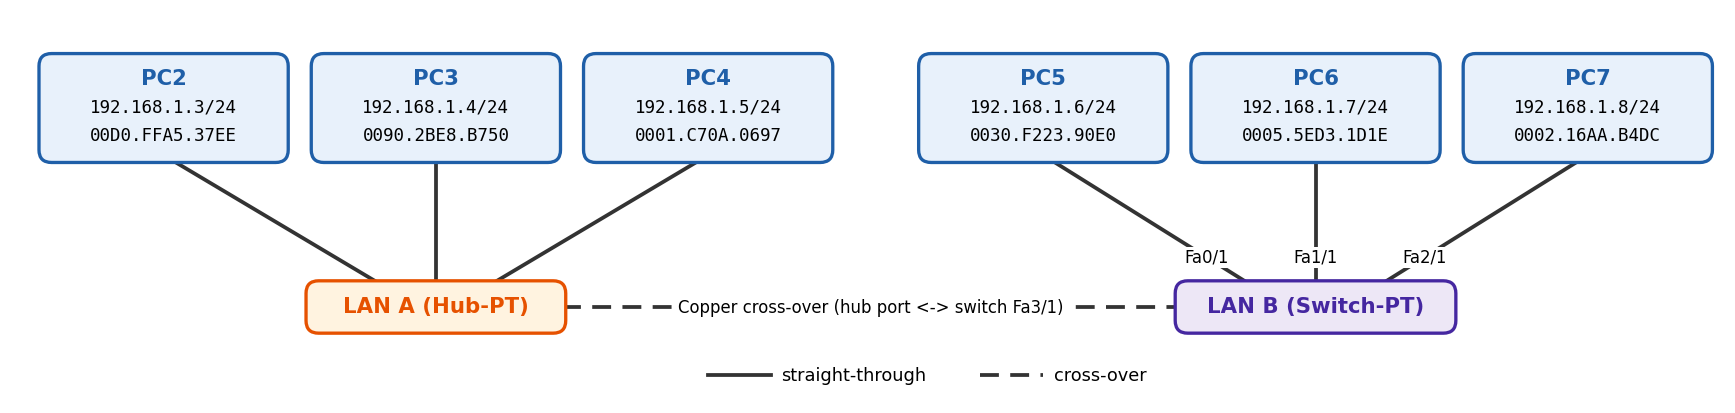 PC2
192.168.1.3/24
00D0.FFA5.37EE
PC3
192.168.1.4/24
0090.2BE8.B750
PC4
192.168.1.5/24
0001.C70A.0697
PC5
192.168.1.6/24
0030.F223.90E0
PC6
192.168.1.7/24
0005.5ED3.1D1E
PC7
192.168.1.8/24
0002.16AA.B4DC
Fa0/1
Fa1/1
Fa2/1
LAN A (Hub-PT)
Copper cross-over (hub port <-> switch Fa3/1)
LAN B (Switch-PT)
straight-through
cross-over